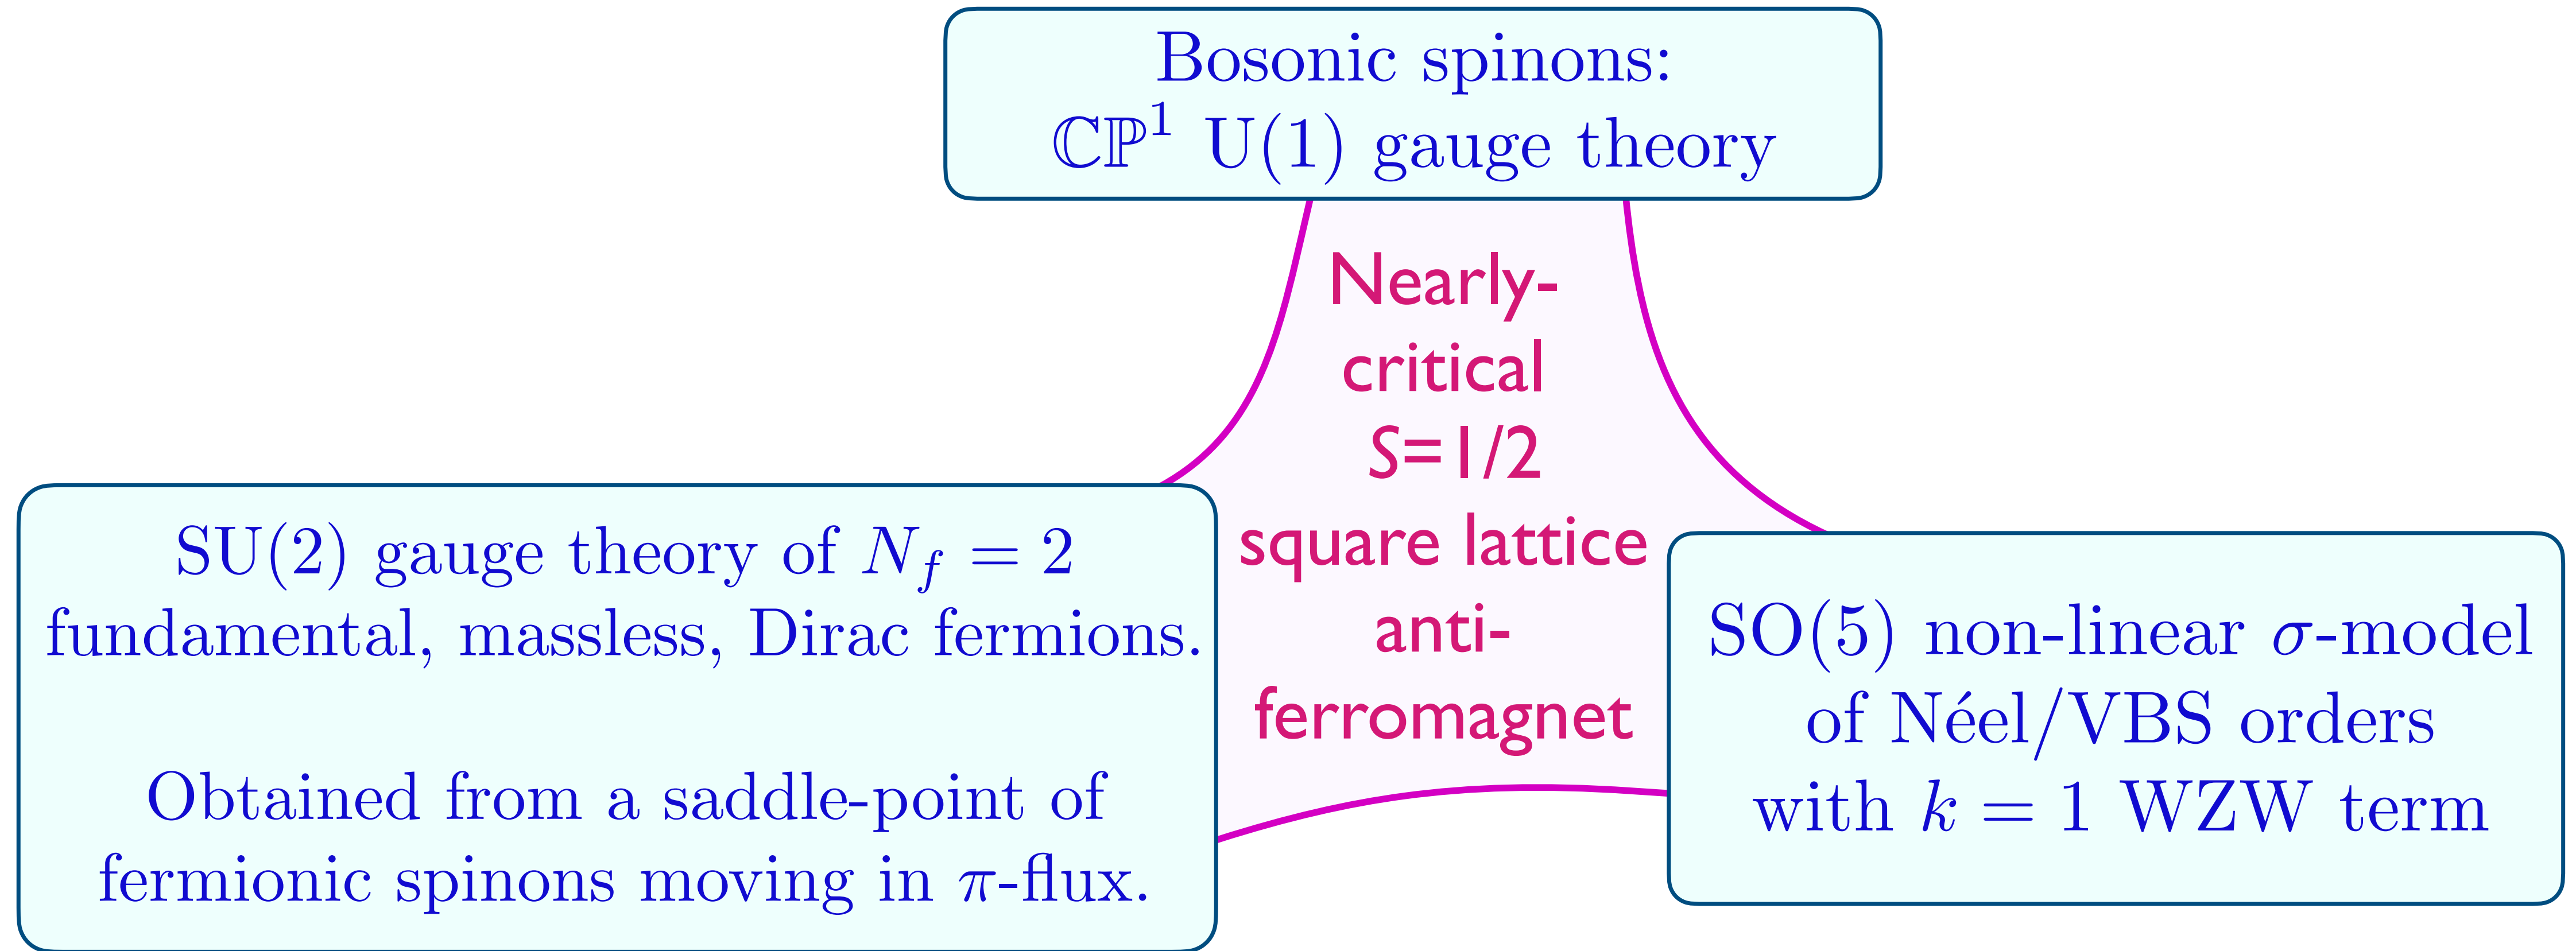 Bosonic spinons:
ℂℙ¹ U(1) gauge theory
Nearly-
critical
S=1/2
square lattice
anti-
ferromagnet
SU(2) gauge theory of N_f = 2
fundamental, massless, Dirac fermions.
Obtained from a saddle-point of
fermionic spinons moving in π-flux.
SO(5) non-linear σ-model
of Néel/VBS orders
with k = 1 WZW term